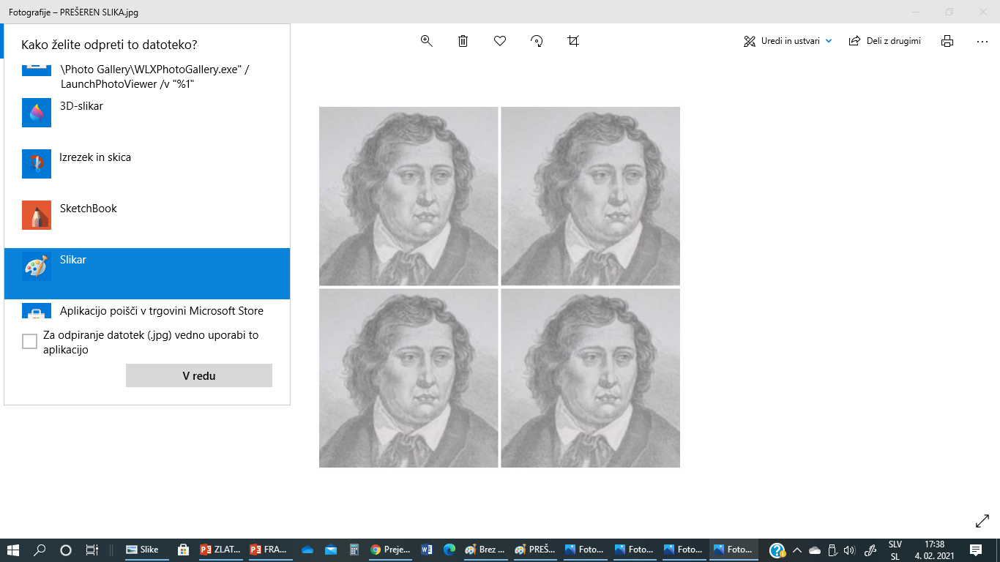 Fotografije – PREŠEREN SLIKA.jpg
Kako želite odpreti to datoteko?
\Photo Gallery\WLXPhotoGallery.exe" /
LaunchPhotoViewer /v "%1"
3D-slikar
Izrezek in skica
SketchBook
Slikar
Aplikacijo poišči v trgovini Microsoft Store
Za odpiranje datotek (.jpg) vedno uporabi to
aplikacijo
V redu
Uredi in ustvari
Deli z drugimi
Slike
ZLAT...
FRA...
Preje...
Brez ...
PREŠ...
Foto...
Foto...
Foto...
Foto...
SLV
SL
17:38
4. 02. 2021